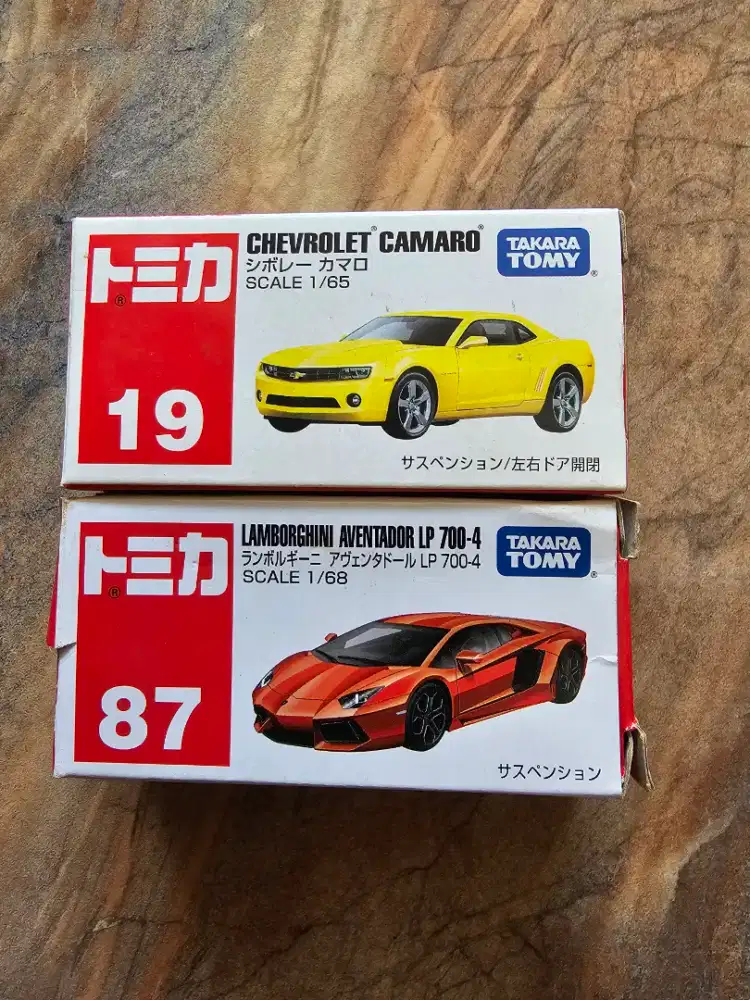 トミカ
®
19
CHEVROLET® CAMARO®
シボレー カマロ
SCALE 1/65
TAKARA
TOMY®
サスペンション/左右ドア開閉
トミカ
®
87
LAMBORGHINI AVENTADOR LP 700-4
ランボルギーニ アヴェンタドール LP 700-4
SCALE 1/68
TAKARA
TOMY®
サスペンション